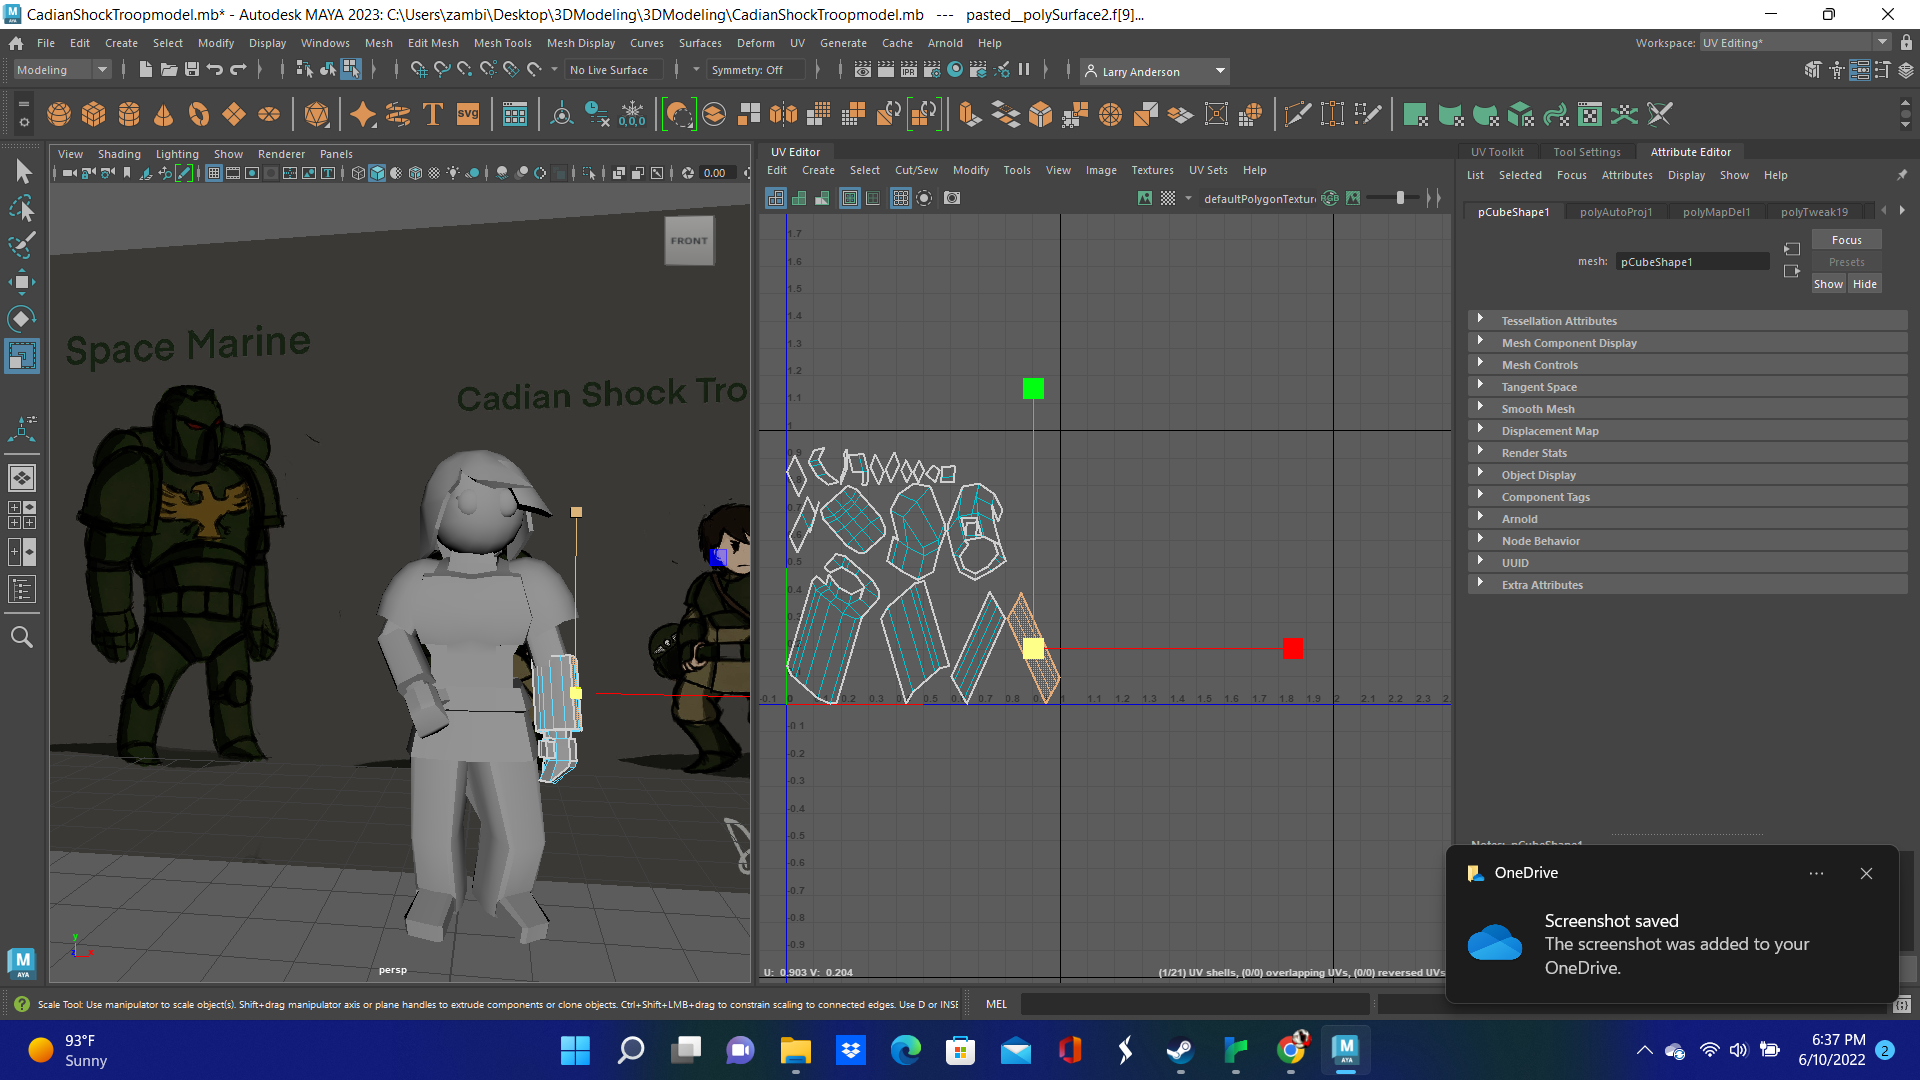 CadianShockTroopmodel.mb* - Autodesk MAYA 2023: C:\Users\zambi\Desktop\3DModeling\3DModeling\CadianShockTroopmodel.mb --- pasted__polySurface2.f[9]...
File Edit Create Select Modify Display Windows Mesh Edit Mesh Mesh Tools Mesh Display Curves Surfaces Deform UV Generate Cache Arnold Help
Workspace: UV Editing*
Modeling
No Live Surface
Symmetry: Off
Larry Anderson
IPR
T
SVG
0,0,0
View Shading Lighting Show Renderer Panels
0.00
FRONT
Space Marine
Cadian Shock Tro
persp
UV Editor
Edit Create Select Cut/Sew Modify Tools View Image Textures UV Sets Help
defaultPolygonTextur
1.7
1.6
1.5
1.4
1.3
1.2
1.1
1
0.5
0.4
-0.1 0 0.2 0.3 0.5 0.7 0.8 1 1.1 1.2 1.3 1.4 1.5 1.6 1.7 1.8 1.9 2 2.1 2.2 2.3 2.
-0.1
-0.2
-0.3
-0.4
-0.5
-0.6
-0.7
-0.8
-0.9
U: 0.903 V: 0.204
(1/21) UV shells, (0/0) overlapping UVs, (0/0) reversed UVs
UV Toolkit Tool Settings Attribute Editor
List Selected Focus Attributes Display Show Help
pCubeShape1 polyAutoProj1 polyMapDel1 polyTweak19
mesh: pCubeShape1
Focus
Presets
Show Hide
Tessellation Attributes
Mesh Component Display
Mesh Controls
Tangent Space
Smooth Mesh
Displacement Map
Render Stats
Object Display
Component Tags
Arnold
Node Behavior
UUID
Extra Attributes
Notes: pCubeShape1
OneDrive
Screenshot saved
The screenshot was added to your
OneDrive.
Scale Tool: Use manipulator to scale object(s). Shift+drag manipulator axis or plane handles to extrude components or clone objects. Ctrl+Shift+LMB+drag to constrain scaling to connected edges. Use D or INSE
MEL
93°F
Sunny
6:37 PM
6/10/2022
2